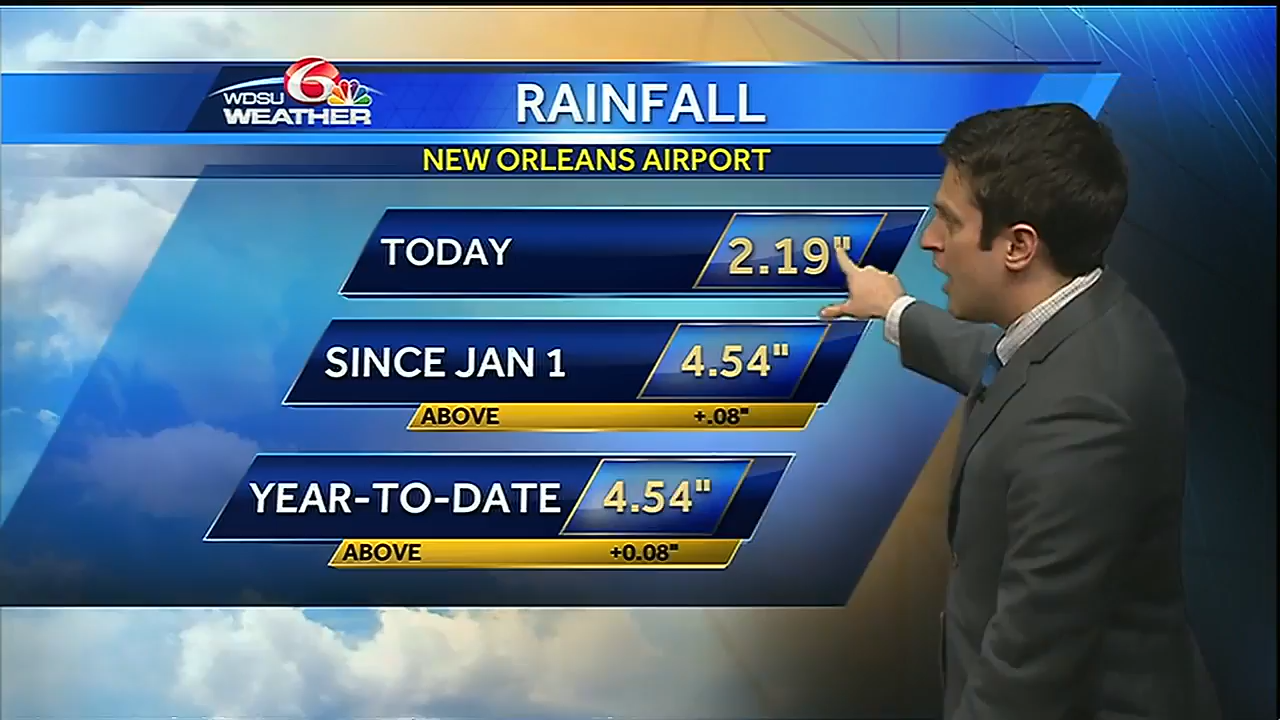 WDSU 6
WEATHER
RAINFALL
NEW ORLEANS AIRPORT
TODAY 2.19"
SINCE JAN 1 4.54"
ABOVE +.08"
YEAR-TO-DATE 4.54"
ABOVE +0.08"